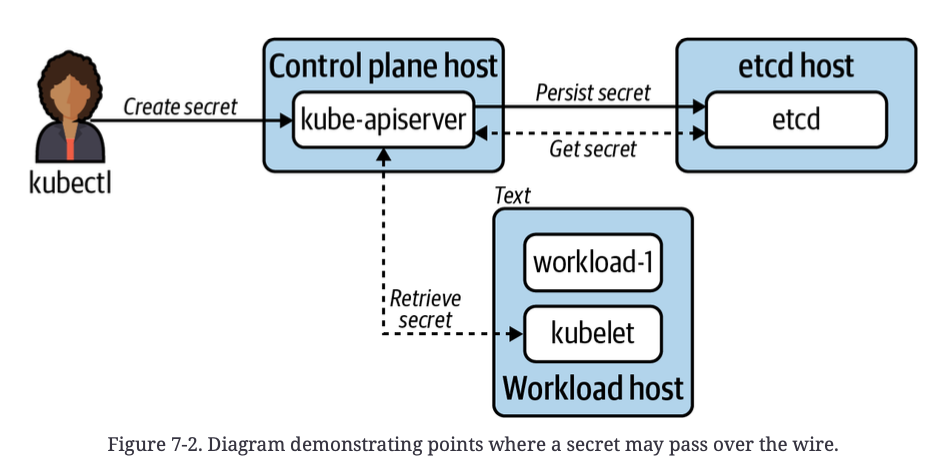 Control plane host
etcd host
Create secret
Persist secret
kube-apiserver
etcd
Get secret
kubectl
Text
workload-1
Retrieve
secret
kubelet
Workload host
Figure 7-2. Diagram demonstrating points where a secret may pass over the wire.